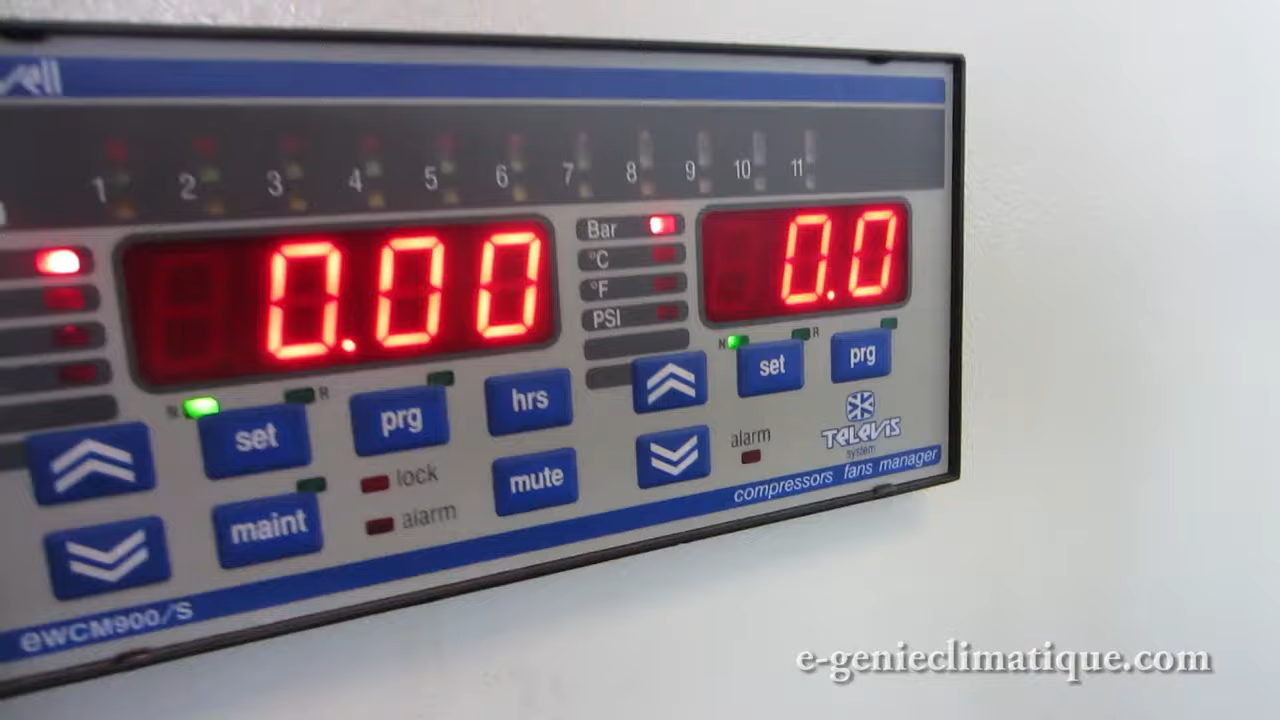 ell
1 2 3 4 5 6 7 8 9 10 11
0.00
Bar
°C
°F
PSI
0.0
N R
set
prg
hrs
N R
set
prg
maint
lock
alarm
mute
alarm
TELEVIS
system
compressors fans manager
eWCM900/S
e-genieclimatique.com